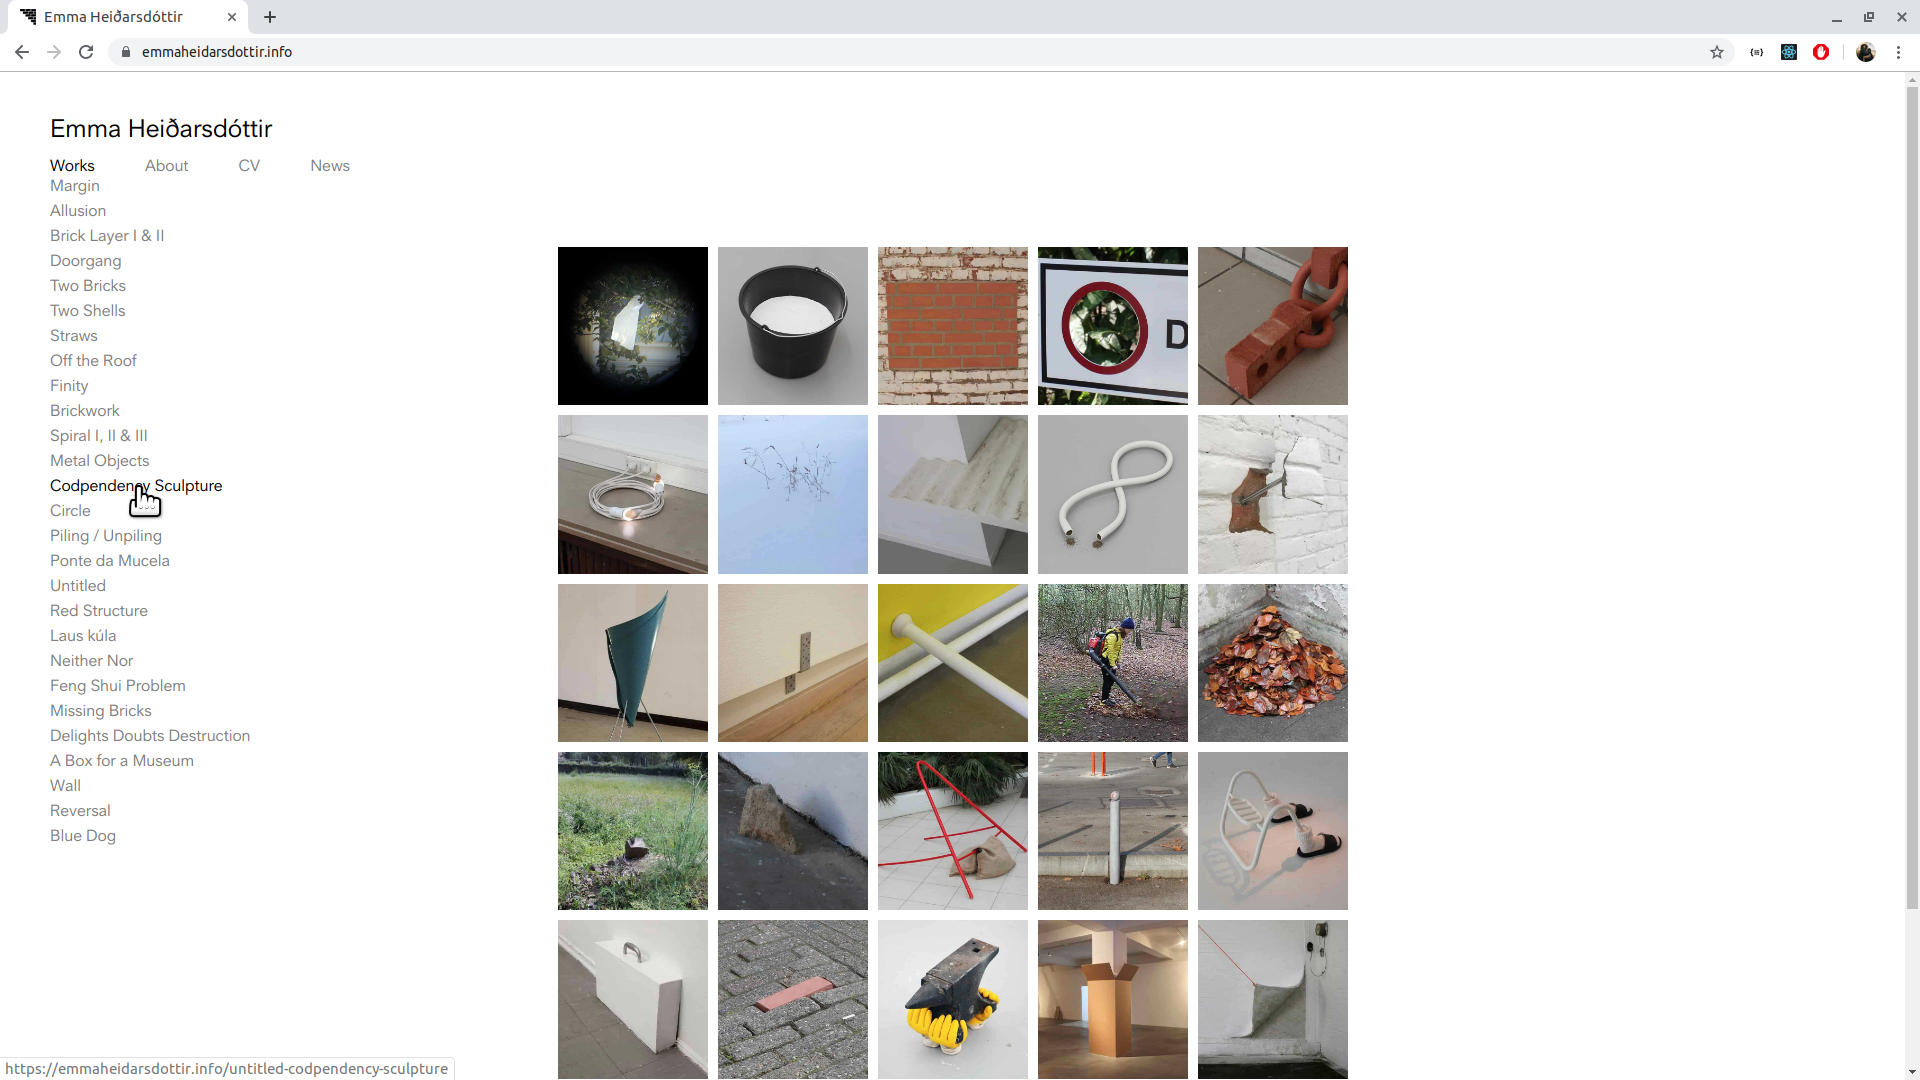 Emma Heiðarsdóttir
emmaheidarsdottir.info
Emma Heiðarsdóttir
Works About CV News
Margin
Allusion
Brick Layer I & II
Doorgang
Two Bricks
Two Shells
Straws
Off the Roof
Finity
Brickwork
Spiral I, II & III
Metal Objects
Codpendency Sculpture
Circle
Piling / Unpiling
Ponte da Mucela
Untitled
Red Structure
Laus kúla
Neither Nor
Feng Shui Problem
Missing Bricks
Delights Doubts Destruction
A Box for a Museum
Wall
Reversal
Blue Dog
D
https://emmaheidarsdottir.info/untitled-codpendency-sculpture